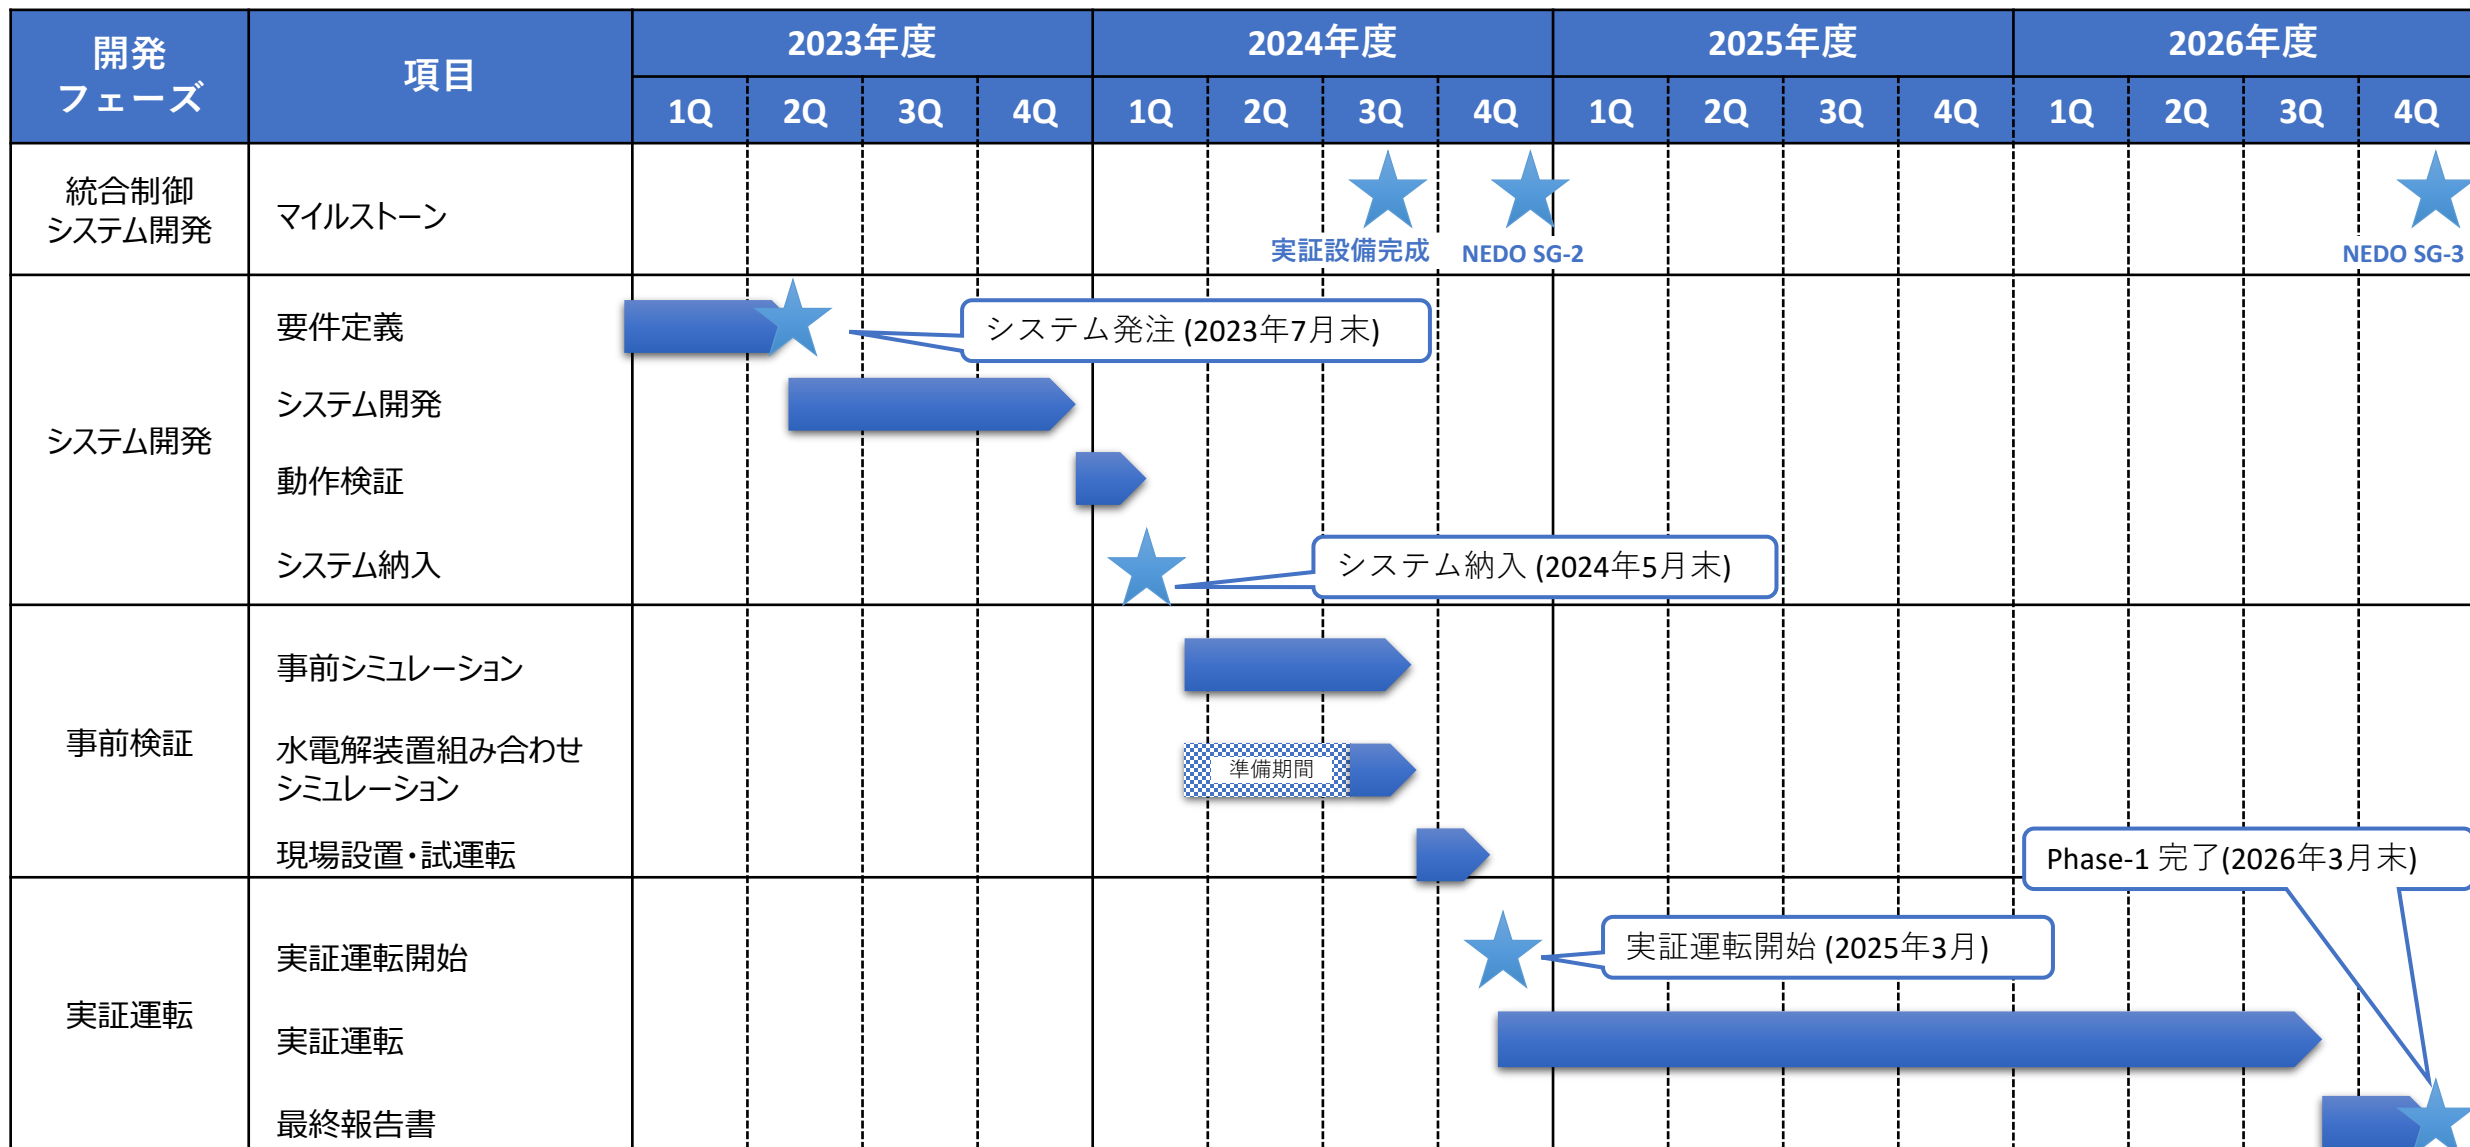 開発
フェーズ
項目
2023年度
2024年度
2025年度
2026年度
1Q
2Q
3Q
4Q
1Q
2Q
3Q
4Q
1Q
2Q
3Q
4Q
1Q
2Q
3Q
4Q
統合制御
システム開発
マイルストーン
実証設備完成
NEDO SG-2
NEDO SG-3
システム開発
要件定義
システム発注 (2023年7月末)
システム開発
動作検証
システム納入
システム納入 (2024年5月末)
事前検証
事前シミュレーション
水電解装置組み合わせ
シミュレーション
準備期間
現場設置・試運転
Phase-1 完了(2026年3月末)
実証運転
実証運転開始
実証運転開始 (2025年3月)
実証運転
最終報告書